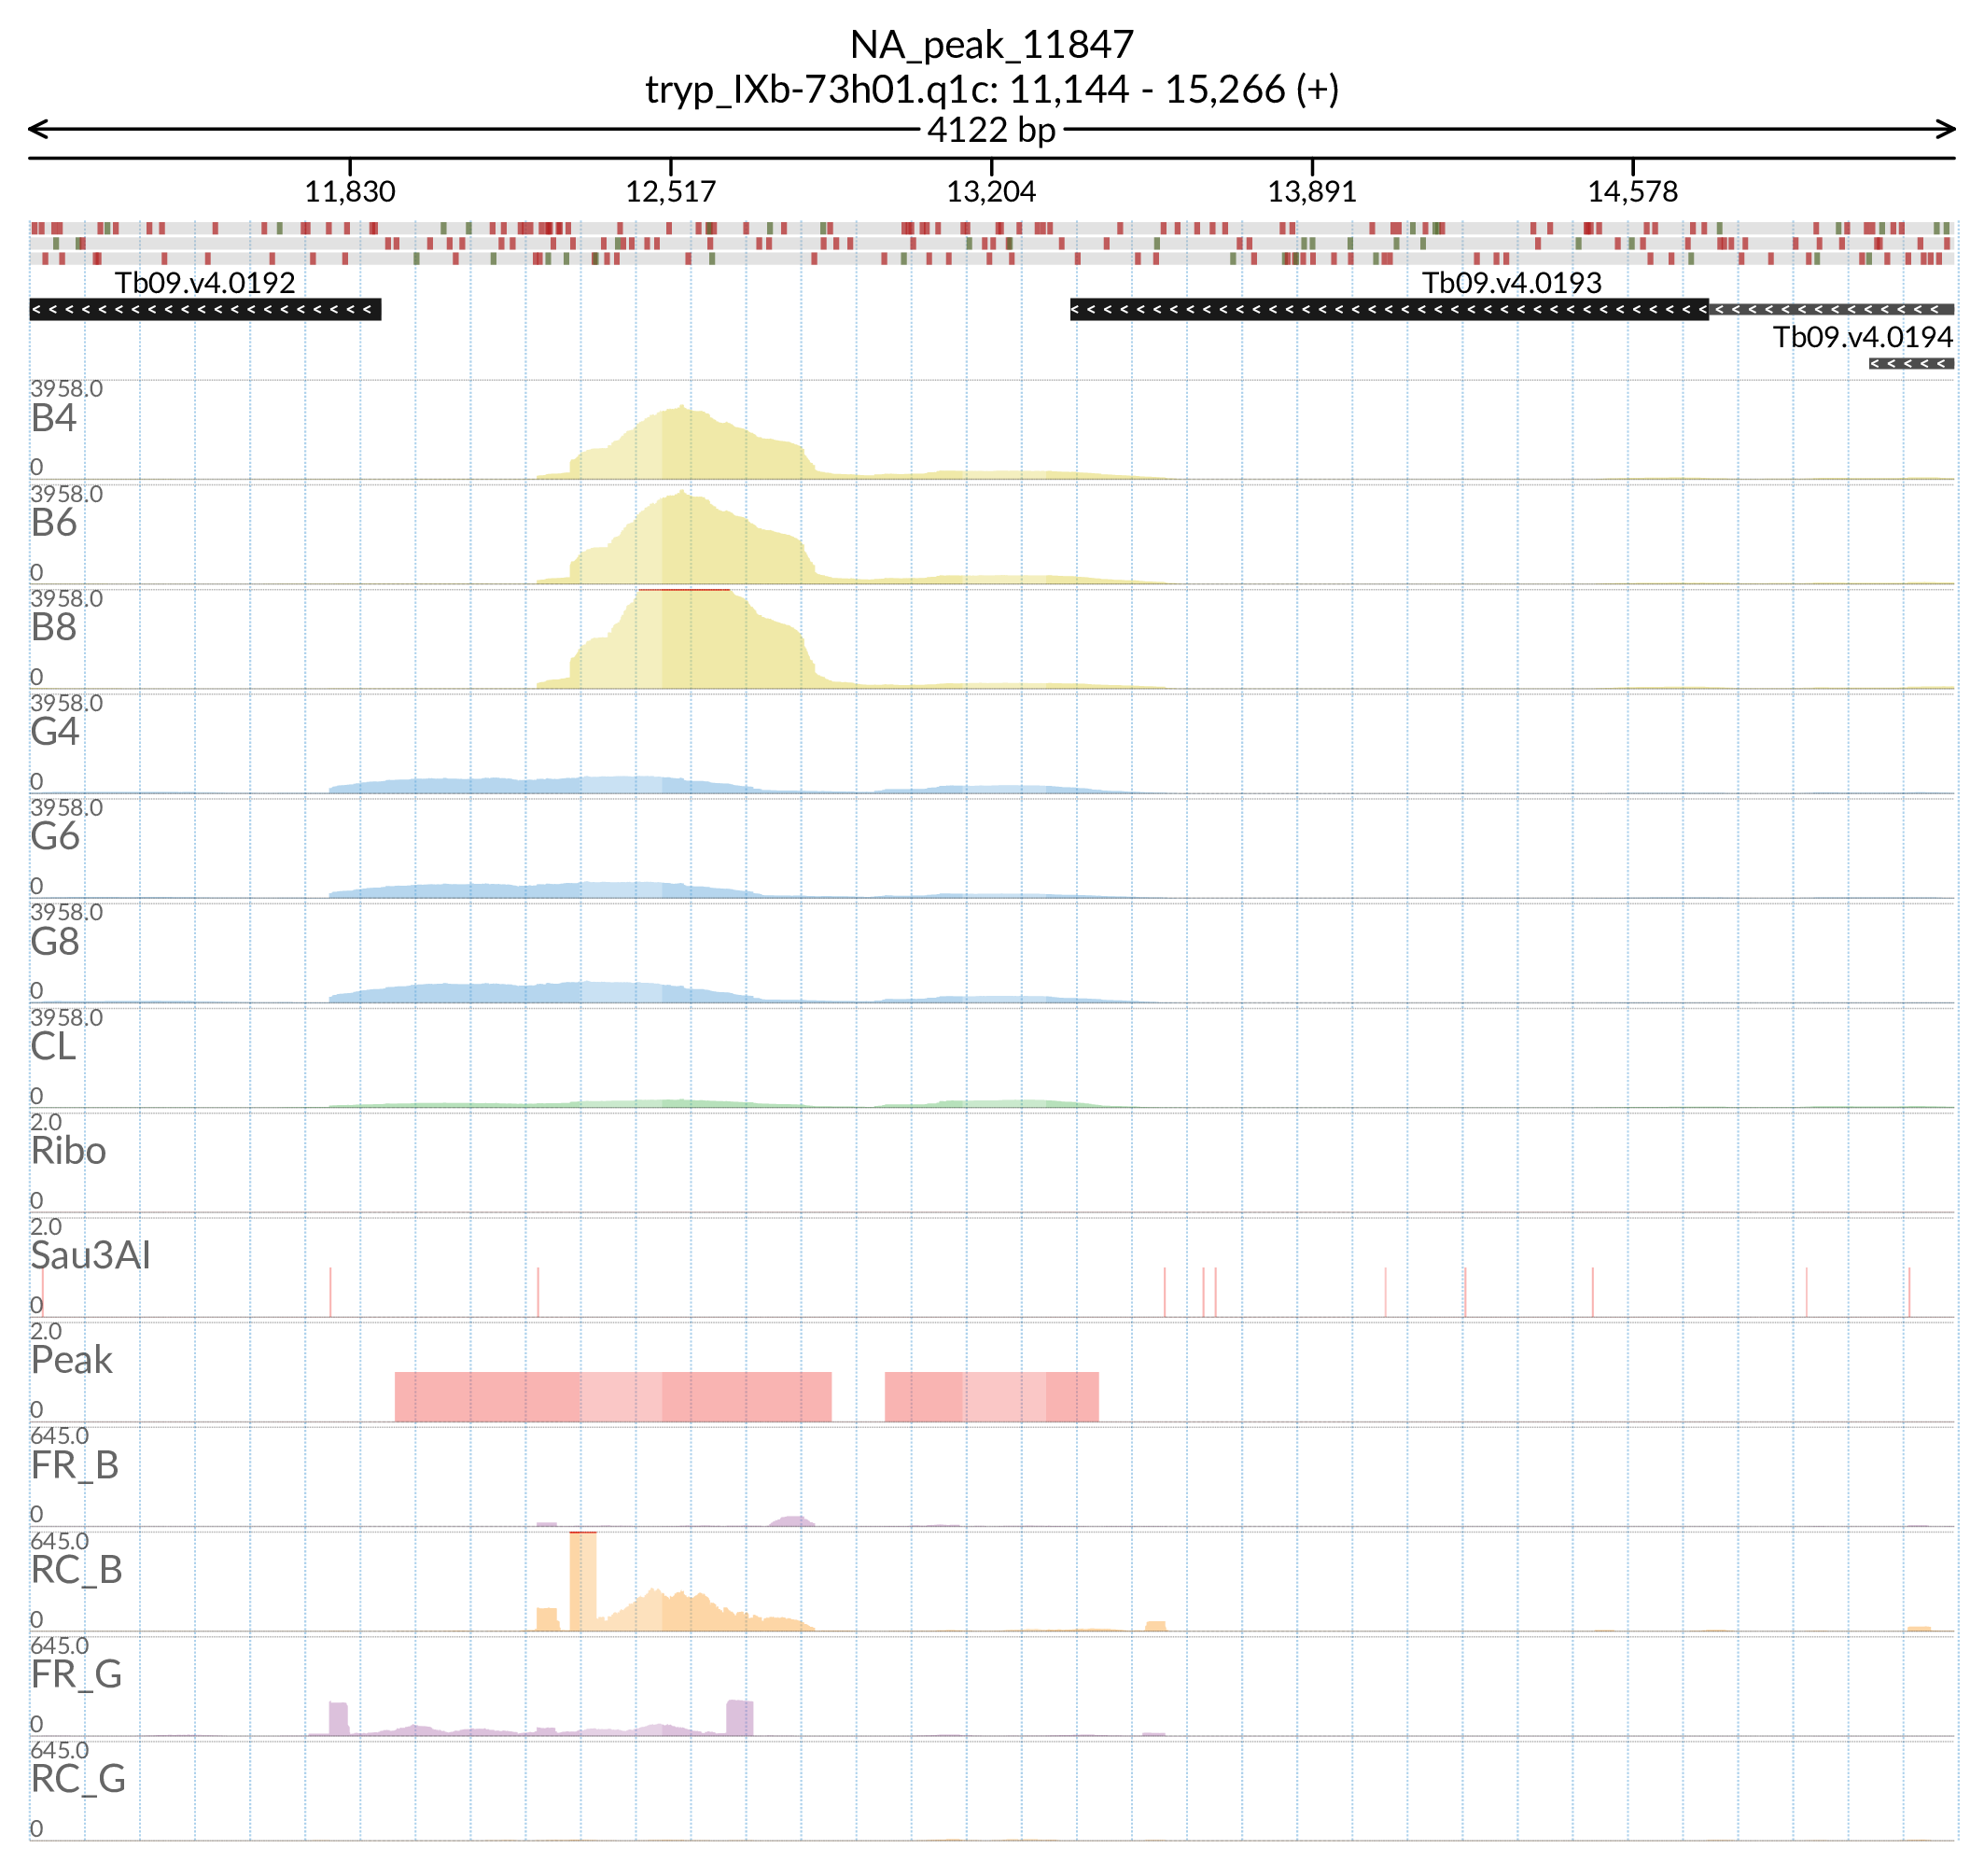 NA_peak_11847
tryp_IXb-73h01.q1c: 11,144 - 15,266 (+)
4122 bp
11,830 12,517 13,204 13,891 14,578
Tb09.v4.0192 Tb09.v4.0193
Tb09.v4.0194
3958.0
B4
0
3958.0
B6
0
3958.0
B8
0
3958.0
G4
0
3958.0
G6
0
3958.0
G8
0
3958.0
CL
0
2.0
Ribo
0
2.0
Sau3AI
0
2.0
Peak
0
645.0
FR_B
0
645.0
RC_B
0
645.0
FR_G
0
645.0
RC_G
0